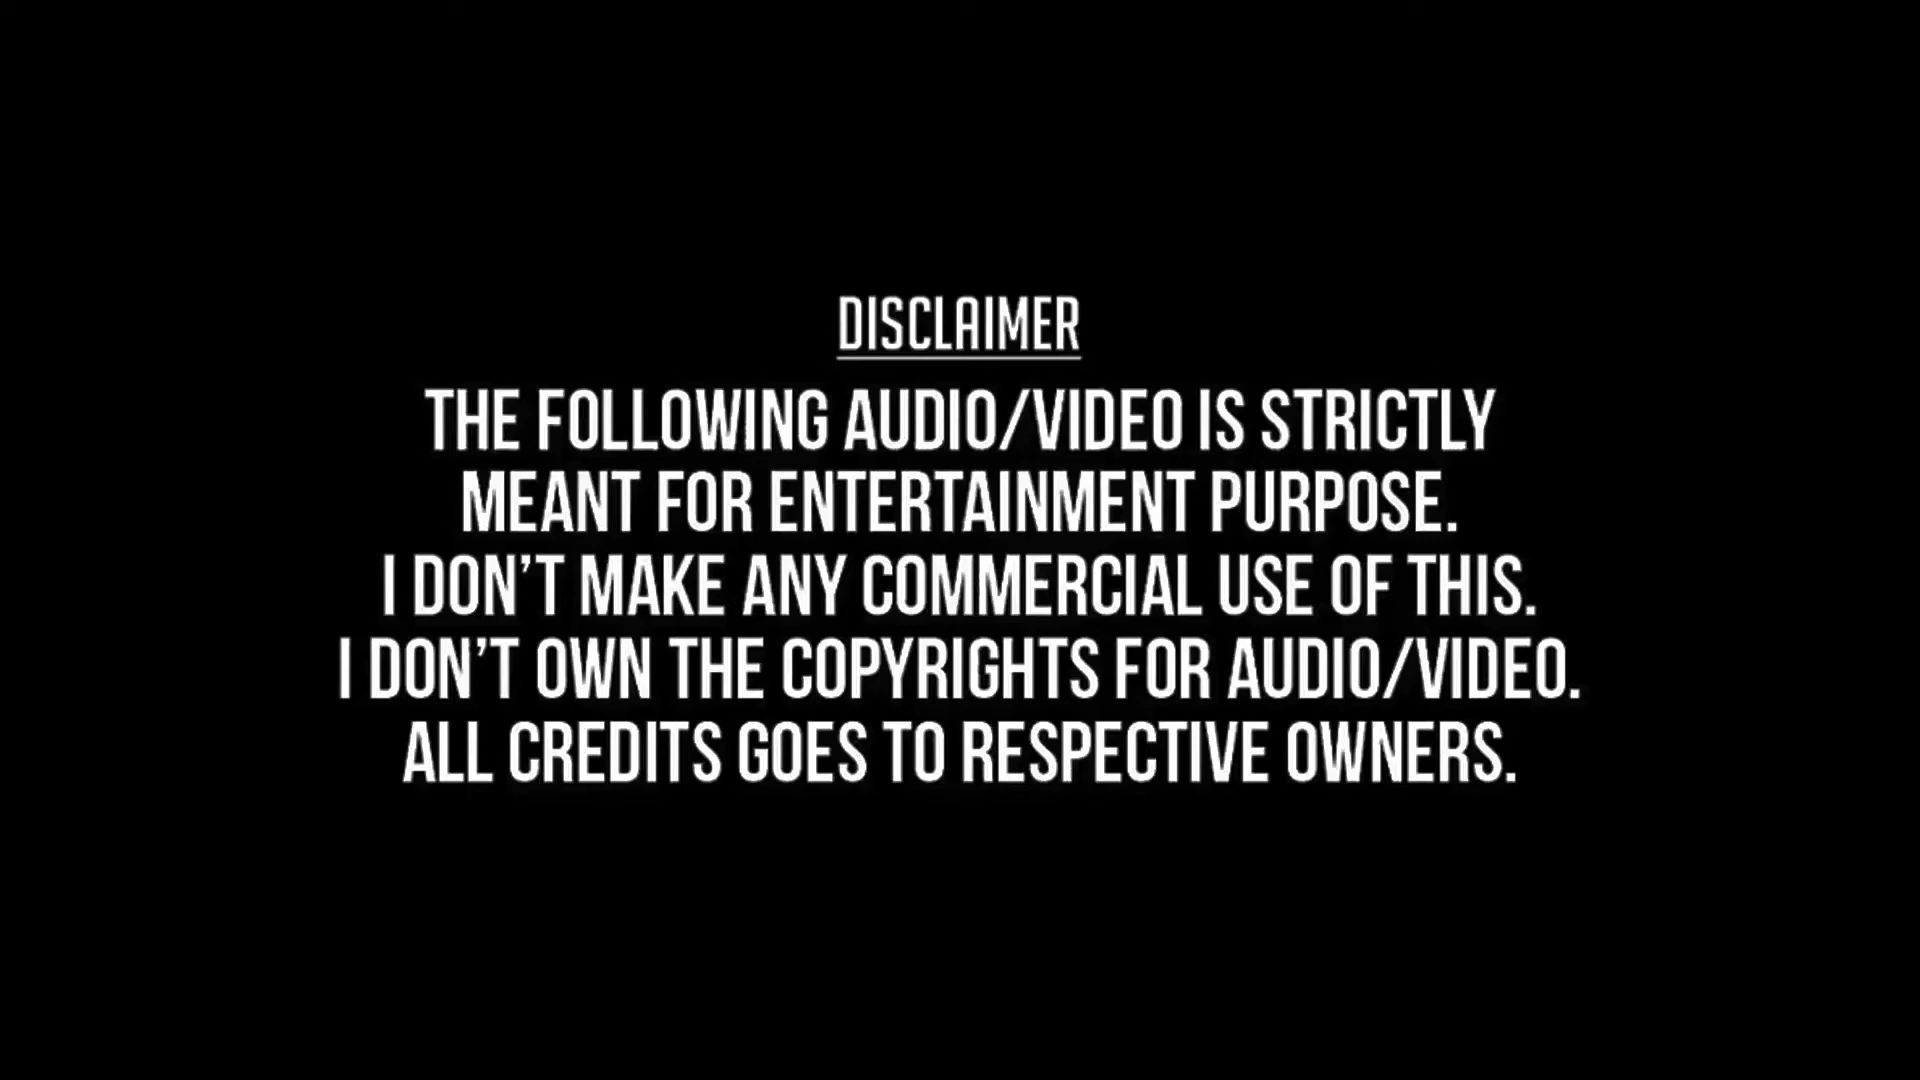 DISCLAIMER
THE FOLLOWING AUDIO/VIDEO IS STRICTLY
MEANT FOR ENTERTAINMENT PURPOSE.
I DON’T MAKE ANY COMMERCIAL USE OF THIS.
I DON’T OWN THE COPYRIGHTS FOR AUDIO/VIDEO.
ALL CREDITS GOES TO RESPECTIVE OWNERS.